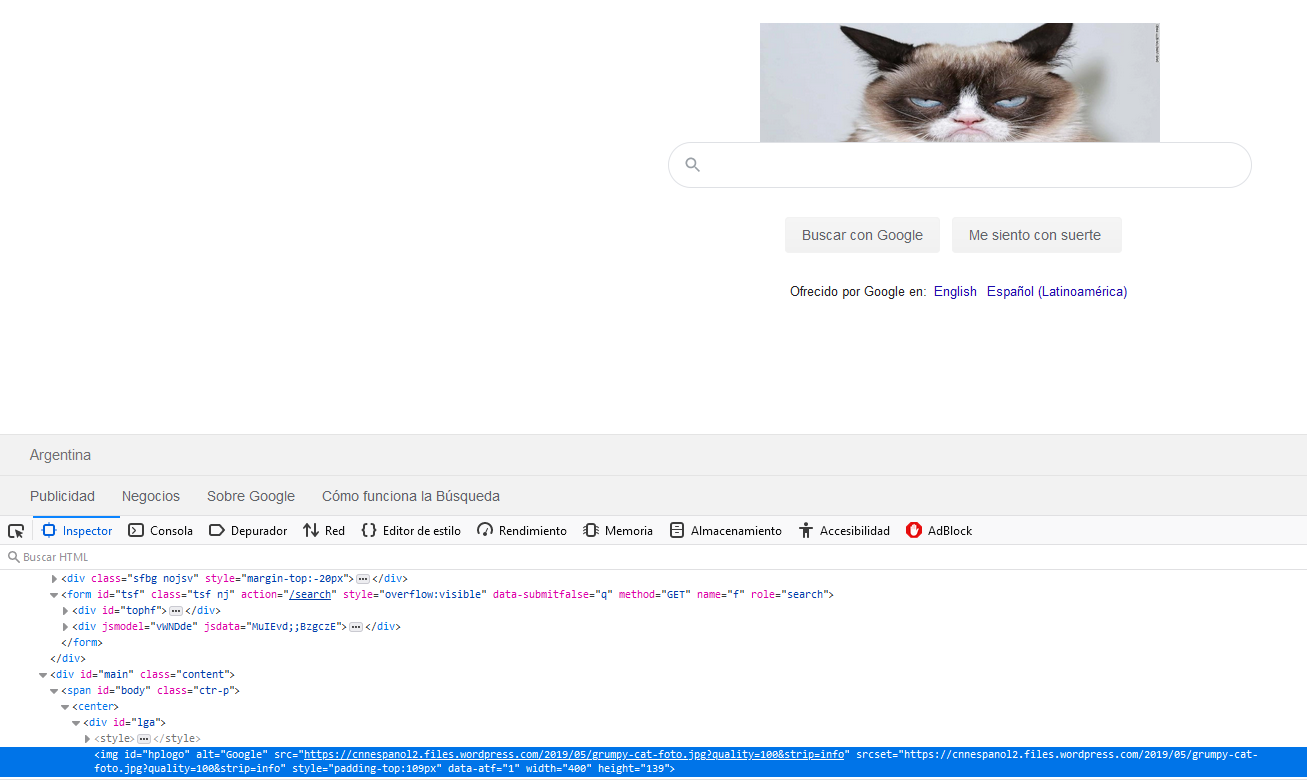 Buscar con Google Me siento con suerte
Ofrecido por Google en: English Español (Latinoamérica)
Argentina
Publicidad Negocios Sobre Google Cómo funciona la Búsqueda
Inspector Consola Depurador Red Editor de estilo Rendimiento Memoria Almacenamiento Accesibilidad AdBlock
Buscar HTML
<div class="sfbg nojsv" style="margin-top:-20px">•••</div>
<form id="tsf" class="tsf nj" action="/search" style="overflow:visible" data-submitfalse="q" method="GET" name="f" role="search">
<div id="tophf">•••</div>
<div jsmodel="vWNDde" jsdata="MuIEvd;;BzgczE">•••</div>
</form>
</div>
<div id="main" class="content">
<span id="body" class="ctr-p">
<center>
<div id="lga">
<style>•••</style>
<img id="hplogo" alt="Google" src="https://cnnespanol2.files.wordpress.com/2019/05/grumpy-cat-foto.jpg?quality=100&strip=info" srcset="https://cnnespanol2.files.wordpress.com/2019/05/grumpy-cat-
foto.jpg?quality=100&strip=info" style="padding-top:109px" data-atf="1" width="400" height="139">